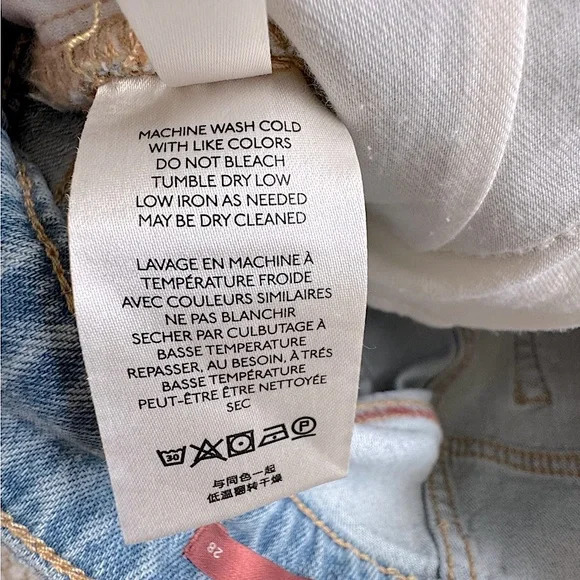 MACHINE WASH COLD
WITH LIKE COLORS
DO NOT BLEACH
TUMBLE DRY LOW
LOW IRON AS NEEDED
MAY BE DRY CLEANED
LAVAGE EN MACHINE À
TEMPÉRATURE FROIDE
AVEC COULEURS SIMILAIRES
NE PAS BLANCHIR
SECHER PAR CULBUTAGE À
BASSE TEMPERATURE
REPASSER, AU BESOIN, À TRÉS
BASSE TEMPÉRATURE
PEUT-ÊTRE ÊTRE NETTOYÉE
SEC
30 P
与同色一起
低温翻转干燥
28